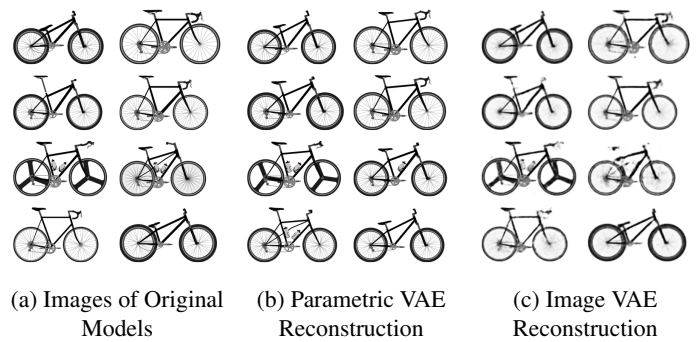 (a) Images of Original
Models
(b) Parametric VAE
Reconstruction
(c) Image VAE
Reconstruction